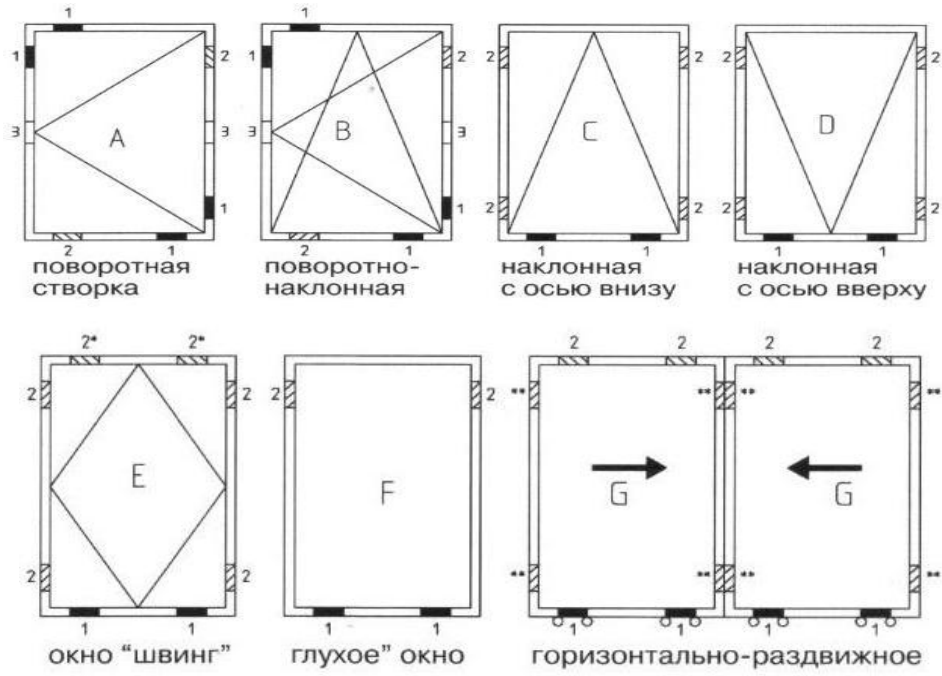 1 1
1 2 1 2 2 2 2 2
3 A 3 3 B 3 C D
1 1 2 2 2 2
2 1 2 1 1 1 1 1
поворотная поворотно- наклонная наклонная
створка наклонная с осью внизу с осью вверху
2* 2* 2 2 2 2
2 2 2 2 ** ** ** **
E F G G
2 2 ** ** ** **
1 1 1 1 1 1 1 1
окно “швинг” глухое” окно горизонтально-раздвижное